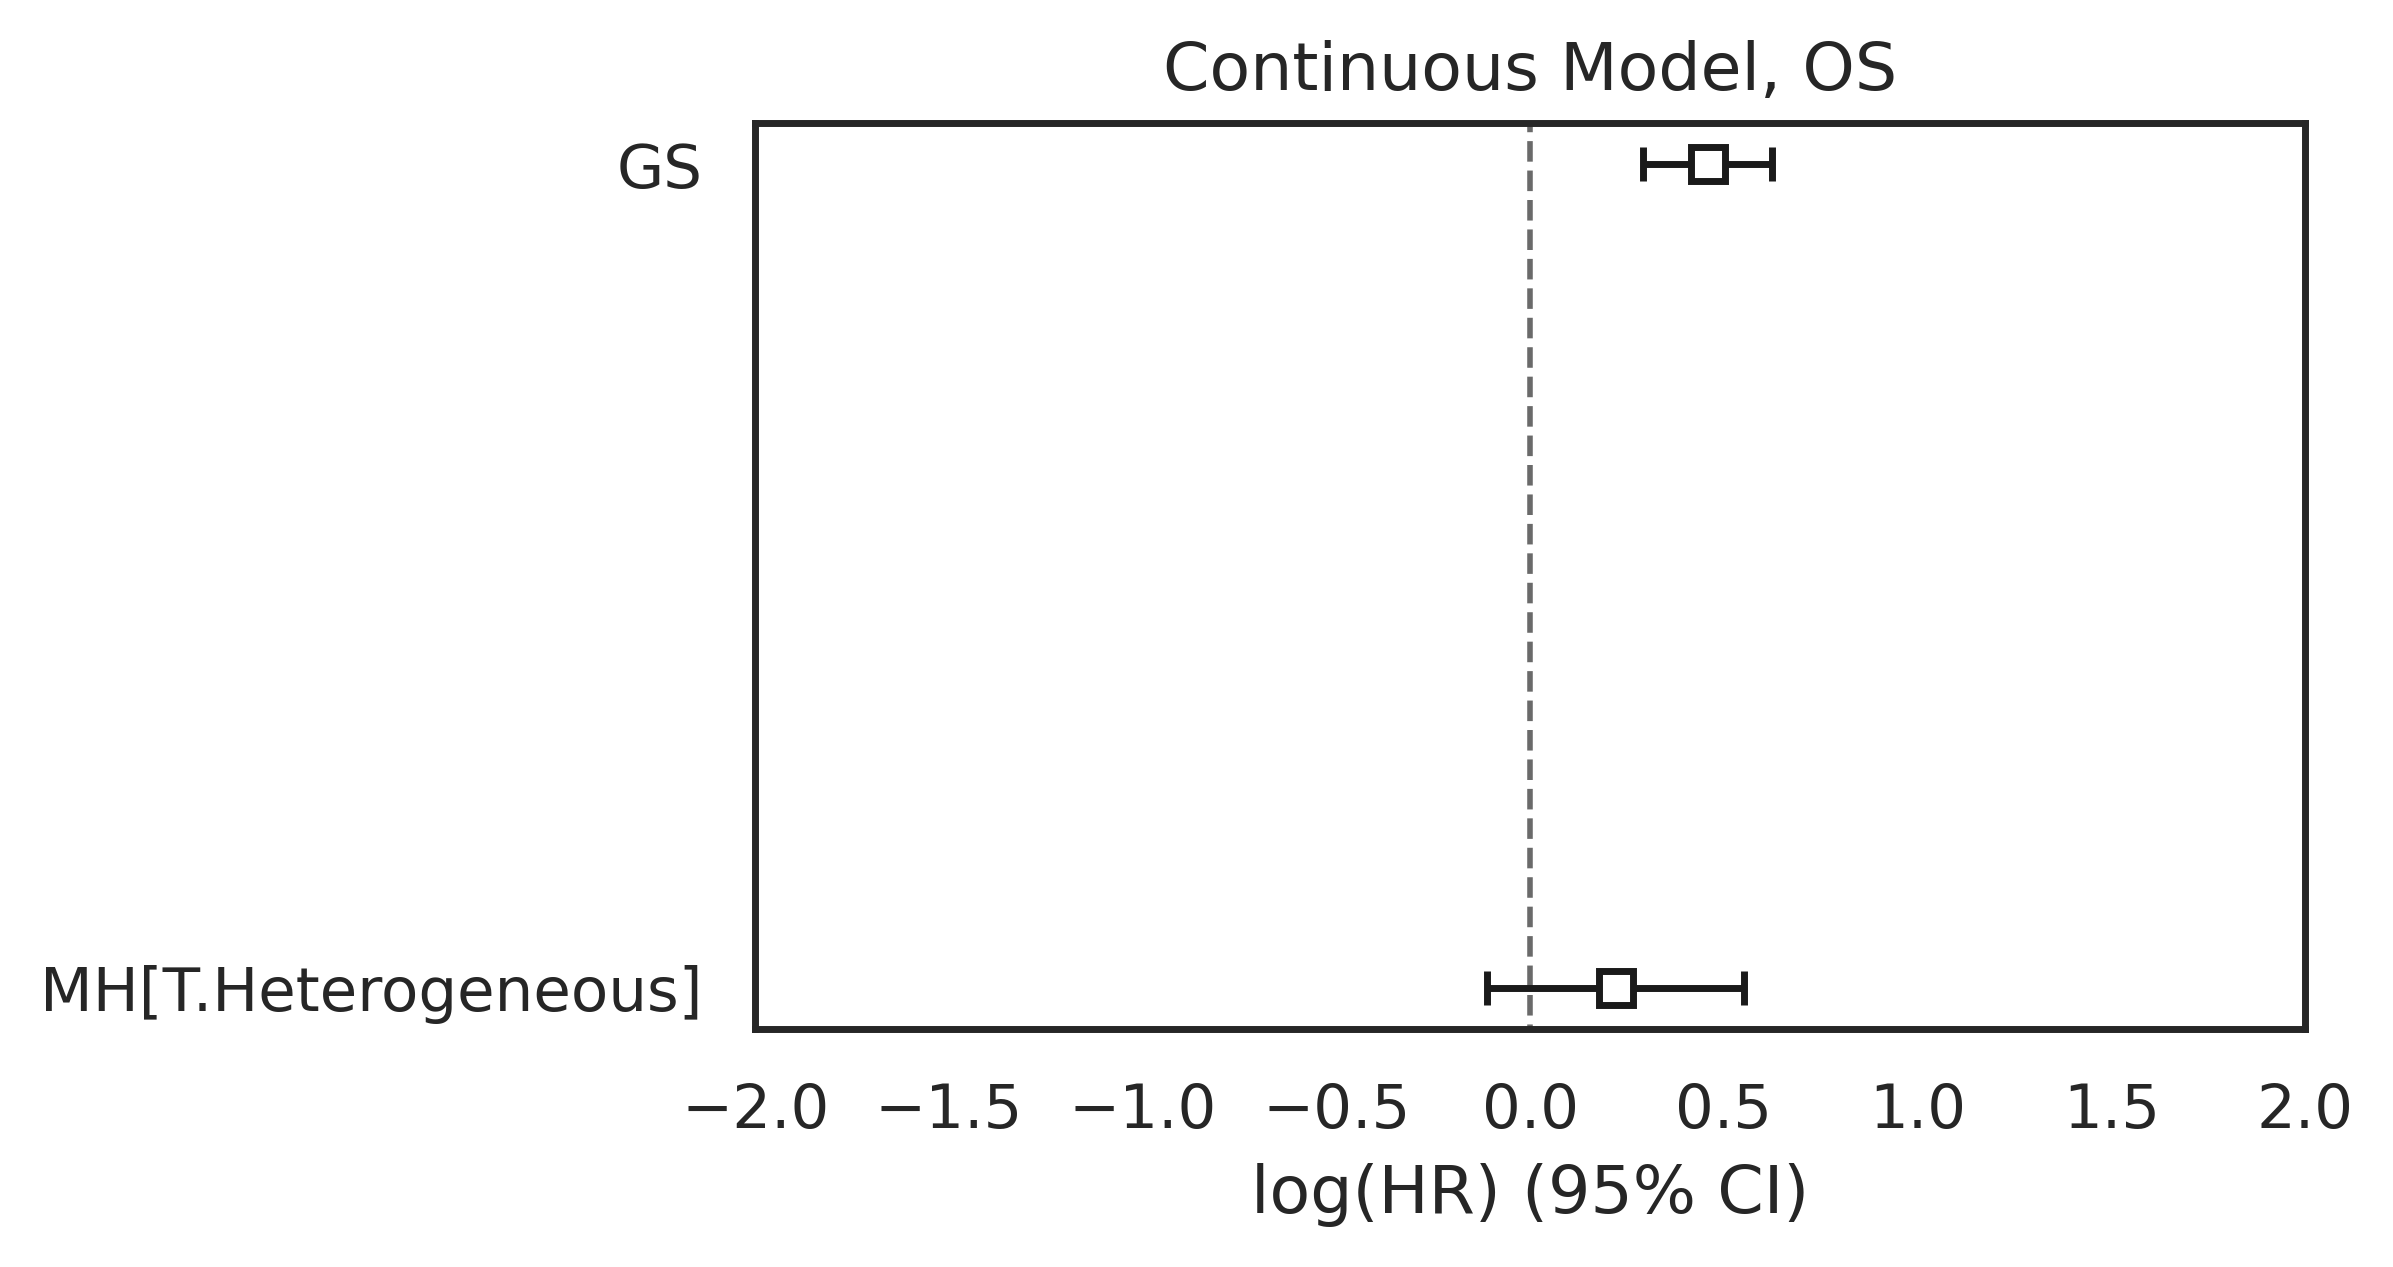 Continuous Model, OS
GS
MH[T.Heterogeneous]
−2.0 −1.5 −1.0 −0.5 0.0 0.5 1.0 1.5 2.0
log(HR) (95% CI)